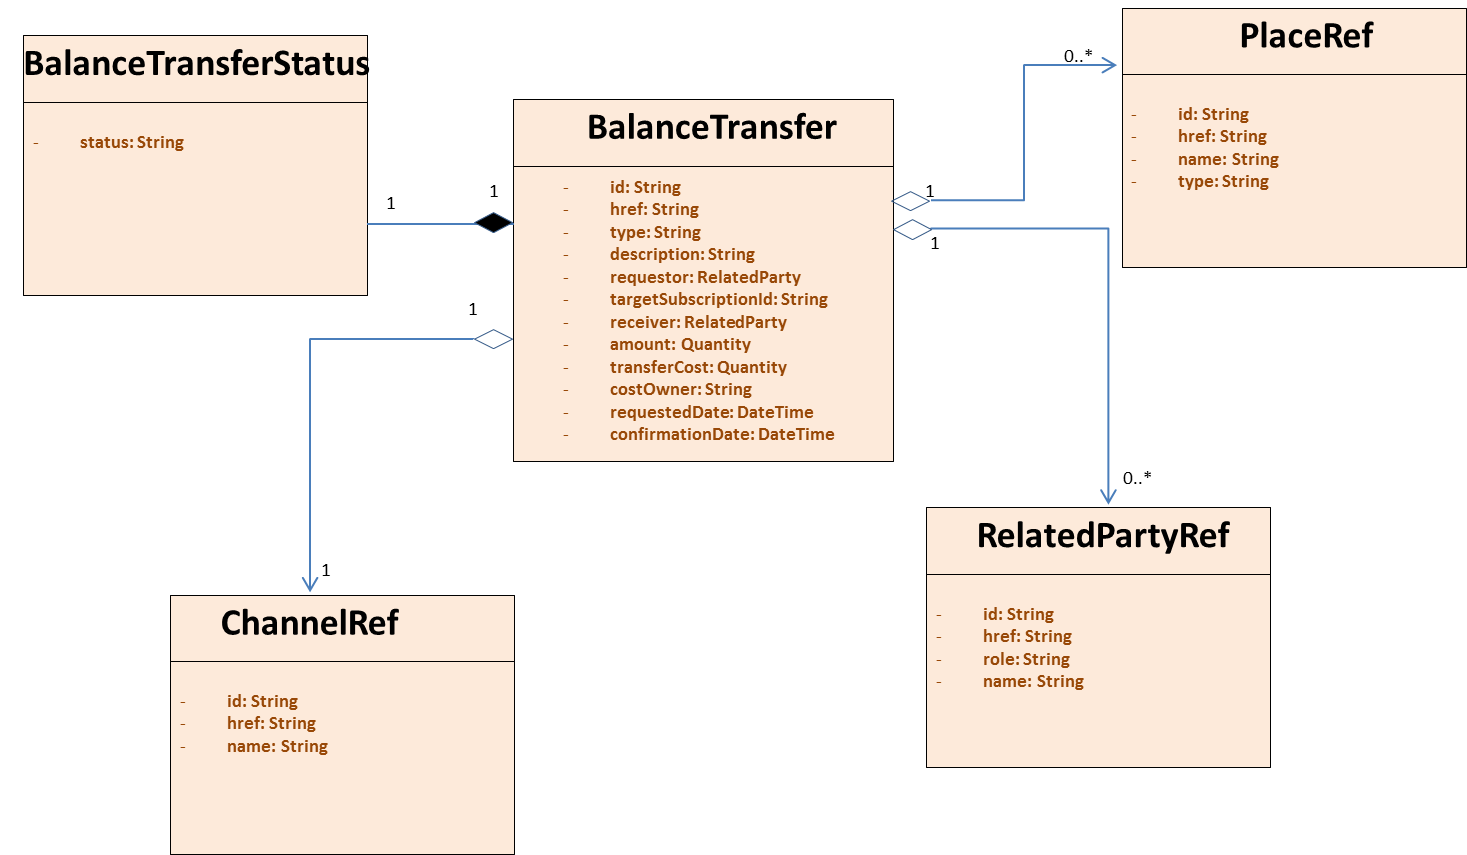 BalanceTransferStatus
- status: String
BalanceTransfer
- id: String
- href: String
- type: String
- description: String
- requestor: RelatedParty
- targetSubscriptionId: String
- receiver: RelatedParty
- amount: Quantity
- transferCost: Quantity
- costOwner: String
- requestedDate: DateTime
- confirmationDate: DateTime
PlaceRef
- id: String
- href: String
- name: String
- type: String
1
1
1
0..*
1
0..*
1
1
ChannelRef
- id: String
- href: String
- name: String
RelatedPartyRef
- id: String
- href: String
- role: String
- name: String